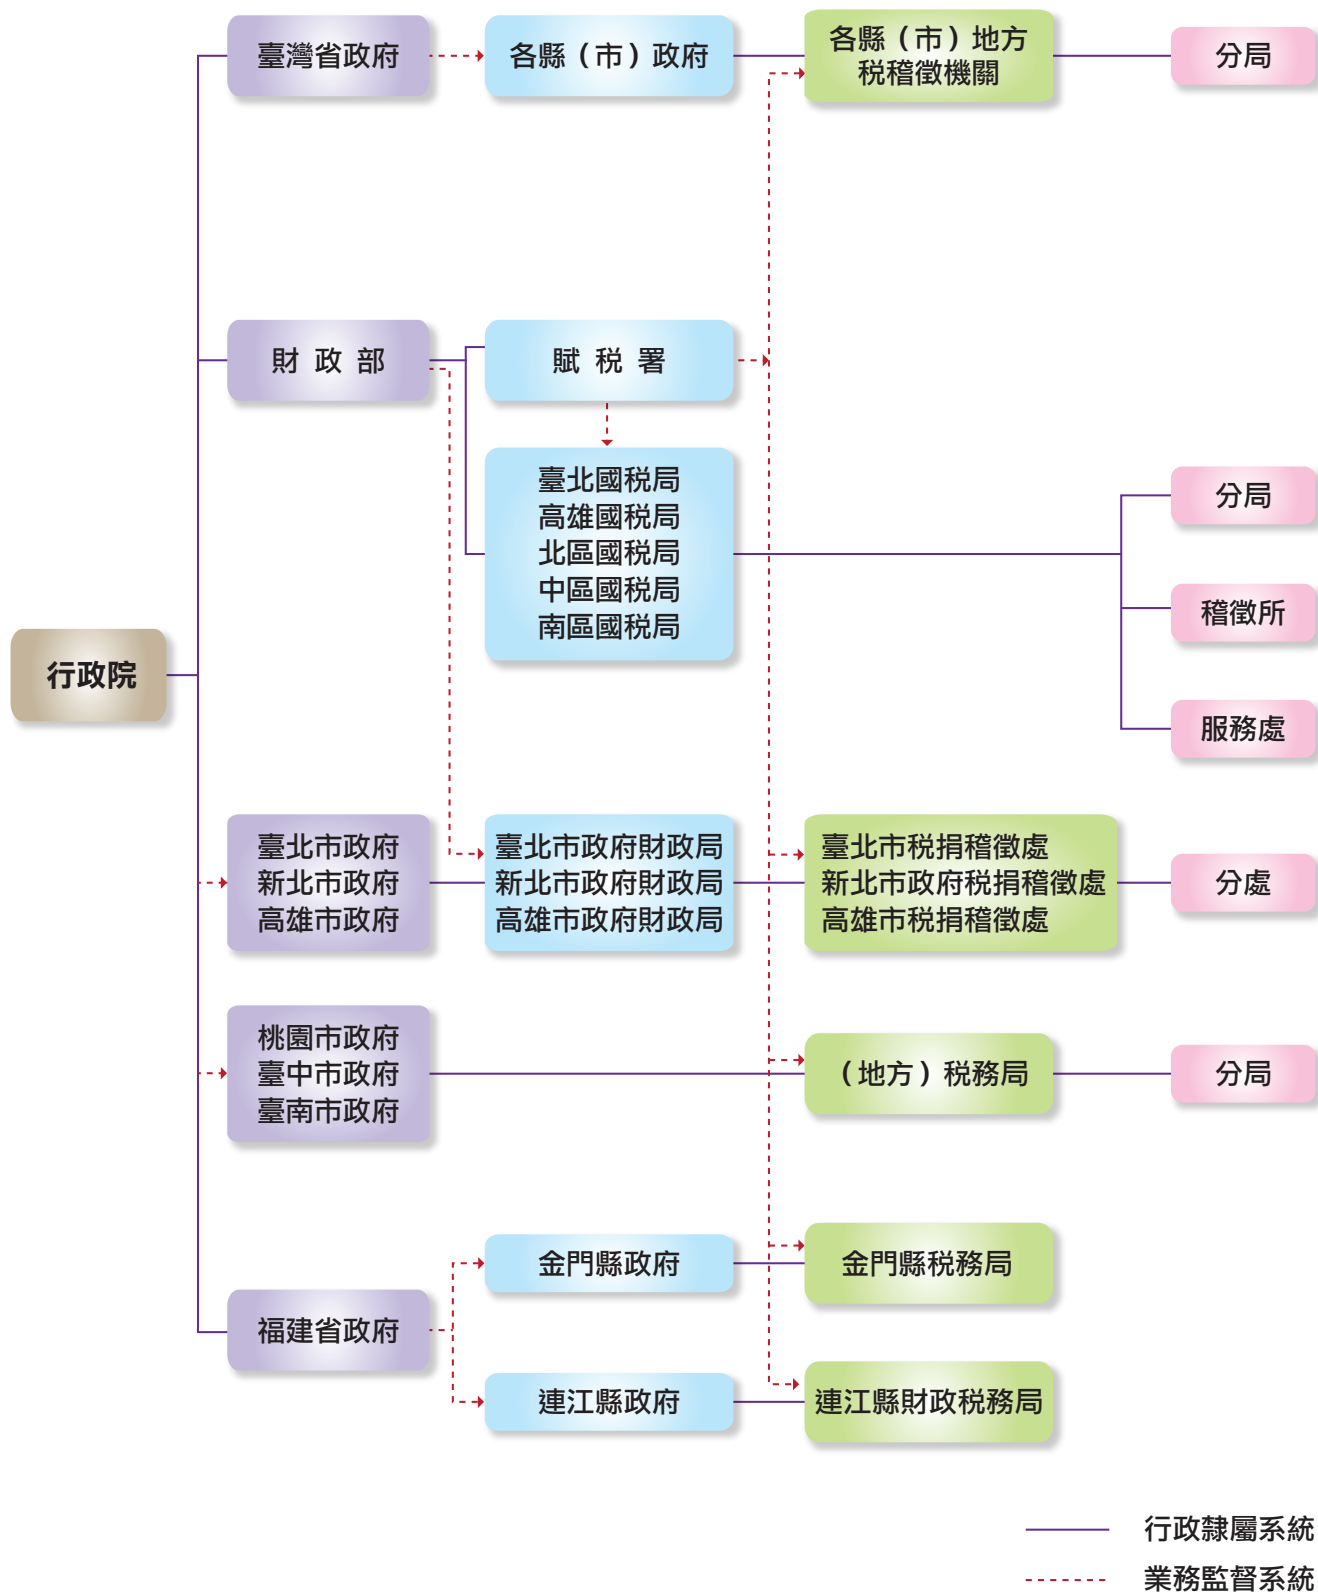 臺灣省政府
各縣（市）政府
各縣（市）地方
稅稽徵機關
分局
財政部
賦稅署
臺北國稅局
高雄國稅局
北區國稅局
中區國稅局
南區國稅局
分局
稽徵所
服務處
行政院
臺北市政府
新北市政府
高雄市政府
臺北市政府財政局
新北市政府財政局
高雄市政府財政局
臺北市稅捐稽徵處
新北市政府稅捐稽徵處
高雄市稅捐稽徵處
分處
桃園市政府
臺中市政府
臺南市政府
（地方）稅務局
分局
福建省政府
金門縣政府
金門縣稅務局
連江縣政府
連江縣財政稅務局
行政隸屬系統
業務監督系統